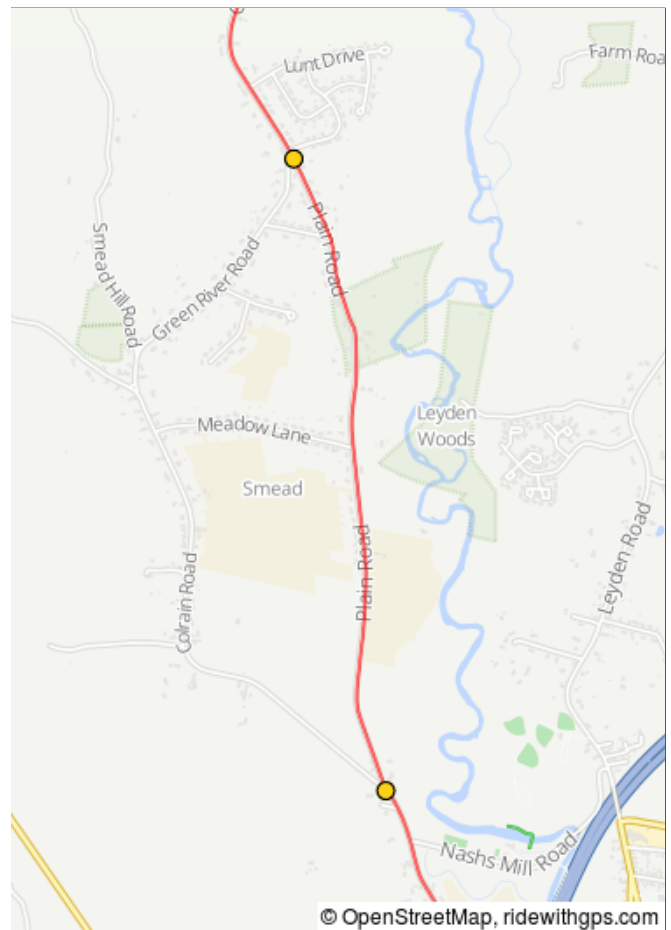 Lunt Drive
Farm Roa
Plain Road
Smead Hill Road
Green River Road
Leyden
Woods
Meadow Lane
Smead
Leyden Road
Plain Road
Colrain Road
Nashs Mill Road
© OpenStreetMap, ridewithgps.com